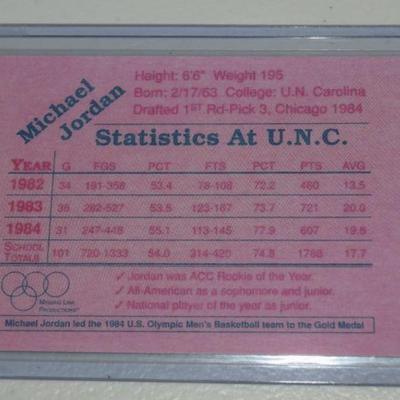 Michael
Jordan
Height: 6'6" Weight 195
Born: 2/17/63 College: U.N. Carolina
Drafted 1ST Rd-Pick 3, Chicago 1984
Statistics At U.N.C.
YEAR G FGS PCT FTS PCT PTS AVG
1982 34 191-358 53.4 78-108 72.2 460 13.5
1983 36 282-527 53.5 123-167 73.7 721 20.0
1984 31 247-448 55.1 113-145 77.9 607 19.6
SCHOOL
TOTALS 101 720-1333 54.0 314-420 74.8 1788 17.7
✓ Jordan was ACC Rookie of the Year.
✓ All-American as a sophomore and junior.
✓ National player of the year as junior.
MISSING LINK
PRODUCTIONS
Michael Jordan led the 1984 U.S. Olympic Men's Basketball team to the Gold Medal